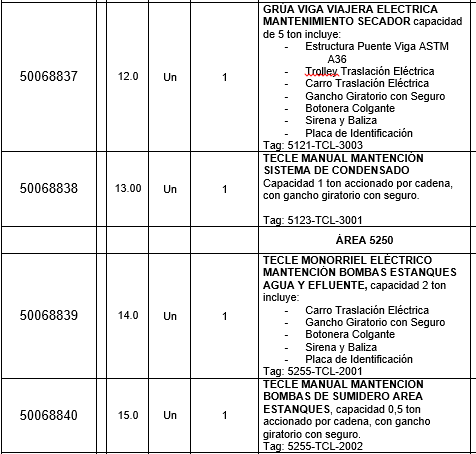 GRÚA VIGA VIAJERA ELECTRICA
MANTENIMIENTO SECADOR capacidad
de 5 ton incluye:
- Estructura Puente Viga ASTM
A36
- Trolley Traslación Eléctrica
- Carro Traslación Eléctrica
- Gancho Giratorio con Seguro
- Botonera Colgante
- Sirena y Baliza
- Placa de Identificación
Tag: 5121-TCL-3003
50068837 12.0 Un 1
TECLE MANUAL MANTENCIÓN
SISTEMA DE CONDENSADO
Capacidad 1 ton accionado por cadena,
con gancho giratorio con seguro.
Tag: 5123-TCL-3001
50068838 13.00 Un 1
ÁREA 5250
TECLE MONORRIEL ELÉCTRICO
MANTENCIÓN BOMBAS ESTANQUES
AGUA Y EFLUENTE, capacidad 2 ton
incluye:
- Carro Traslación Eléctrica
- Gancho Giratorio con Seguro
- Botonera Colgante
- Sirena y Baliza
- Placa de Identificación
Tag: 5255-TCL-2001
50068839 14.0 Un 1
TECLE MANUAL MANTENCION
BOMBAS DE SUMIDERO AREA
ESTANQUES, capacidad 0,5 ton
accionado por cadena, con gancho
giratorio con seguro.
Tag: 5255-TCL-2002
50068840 15.0 Un 1